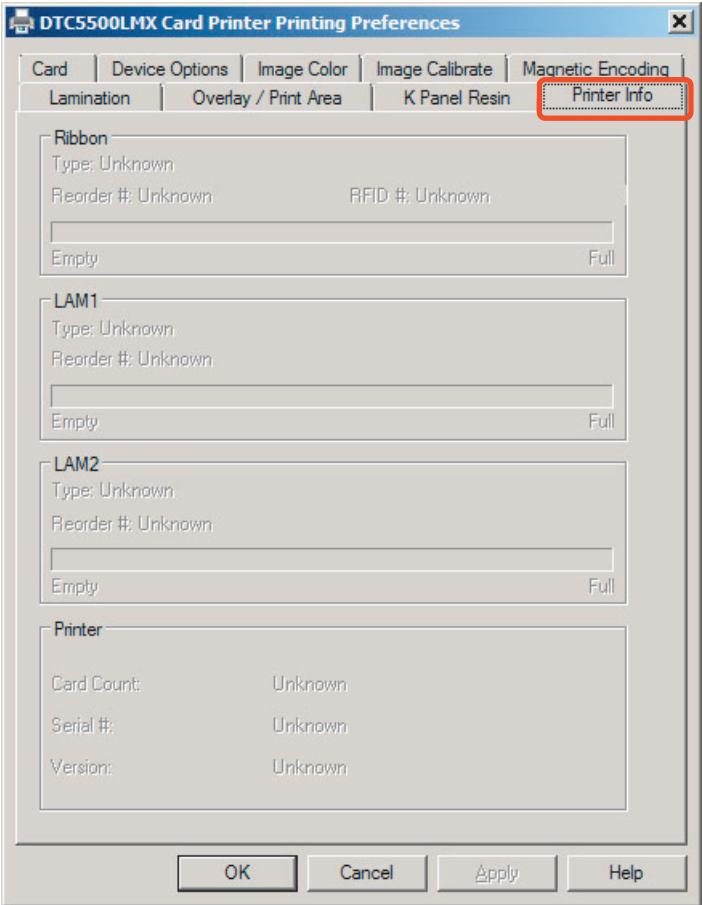 DTC5500LMX Card Printer Printing Preferences
Card Device Options Image Color Image Calibrate Magnetic Encoding
Lamination Overlay / Print Area K Panel Resin Printer Info
Ribbon
Type: Unknown
Reorder #: Unknown RFID #: Unknown
Empty Full
LAM1
Type: Unknown
Reorder #: Unknown
Empty Full
LAM2
Type: Unknown
Reorder #: Unknown
Empty Full
Printer
Card Count: Unknown
Serial #: Unknown
Version: Unknown
OK Cancel Apply Help